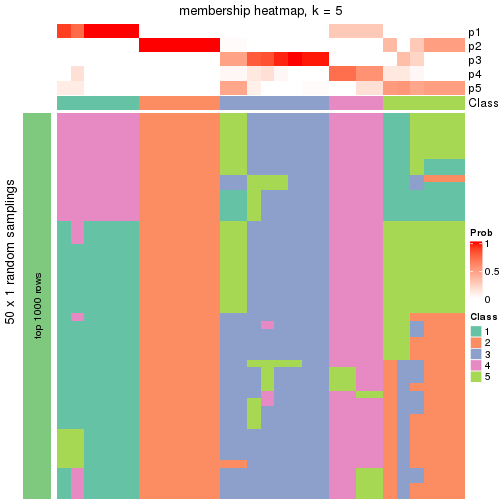 membership heatmap, k = 5
p1
p2
p3
p4
p5
Class
50 x 1 random samplings
top 1000 rows
Prob
1
0.5
0
Class
1
2
3
4
5